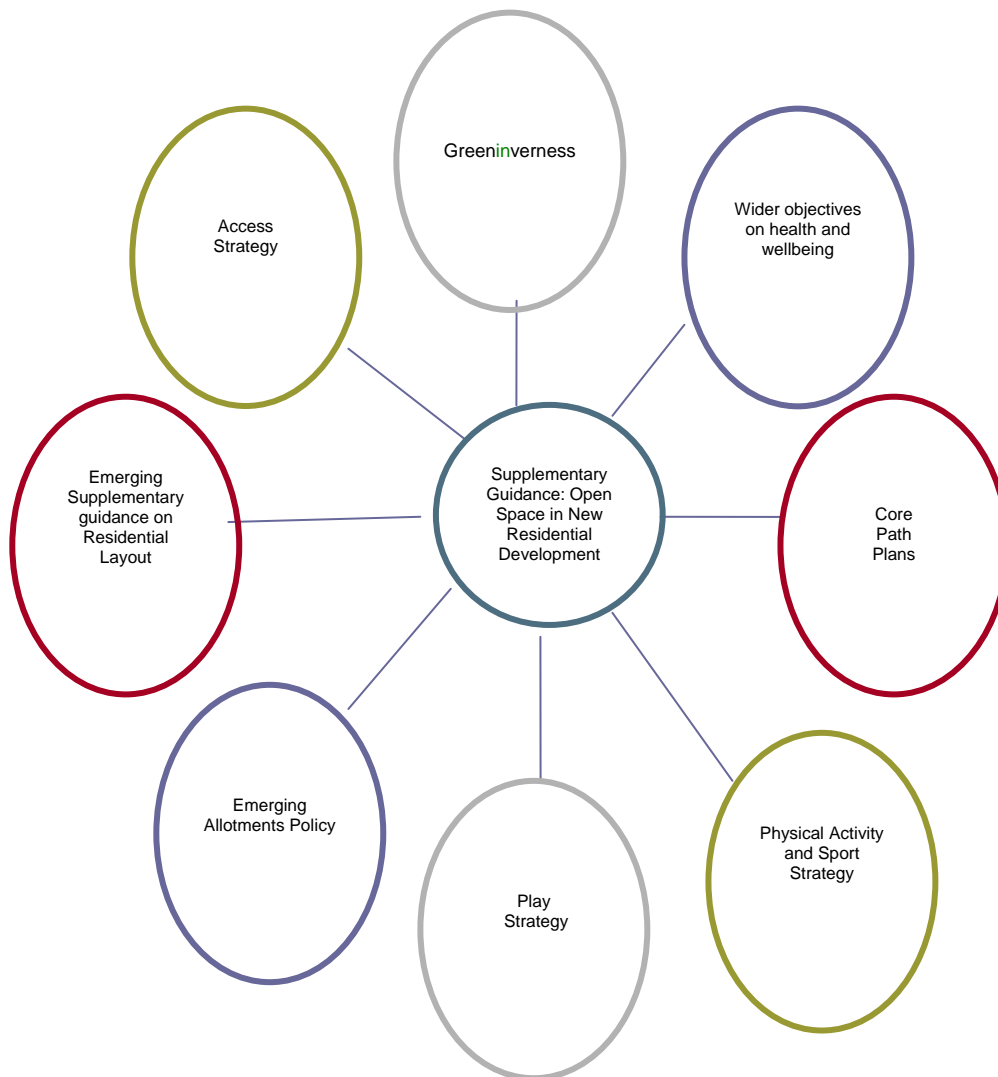 Greeninverness
Access
Strategy
Wider objectives
on health and
wellbeing
Emerging
Supplementary
guidance on
Residential
Layout
Supplementary
Guidance: Open
Space in New
Residential
Development
Core
Path
Plans
Emerging
Allotments Policy
Play
Strategy
Physical Activity
and Sport
Strategy